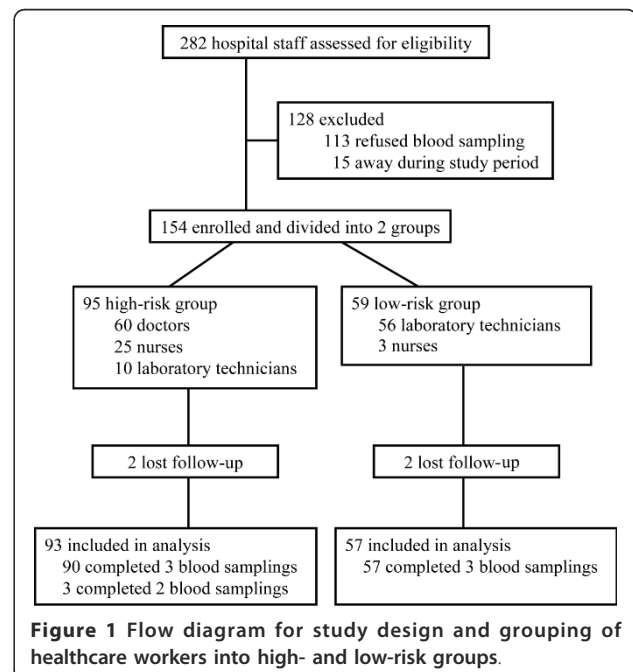 282 hospital staff assessed for eligibility
128 excluded
113 refused blood sampling
15 away during study period
154 enrolled and divided into 2 groups
95 high-risk group
60 doctors
25 nurses
10 laboratory technicians
59 low-risk group
56 laboratory technicians
3 nurses
2 lost follow-up
2 lost follow-up
93 included in analysis
90 completed 3 blood samplings
3 completed 2 blood samplings
57 included in analysis
57 completed 3 blood samplings
Figure 1 Flow diagram for study design and grouping of
healthcare workers into high- and low-risk groups.